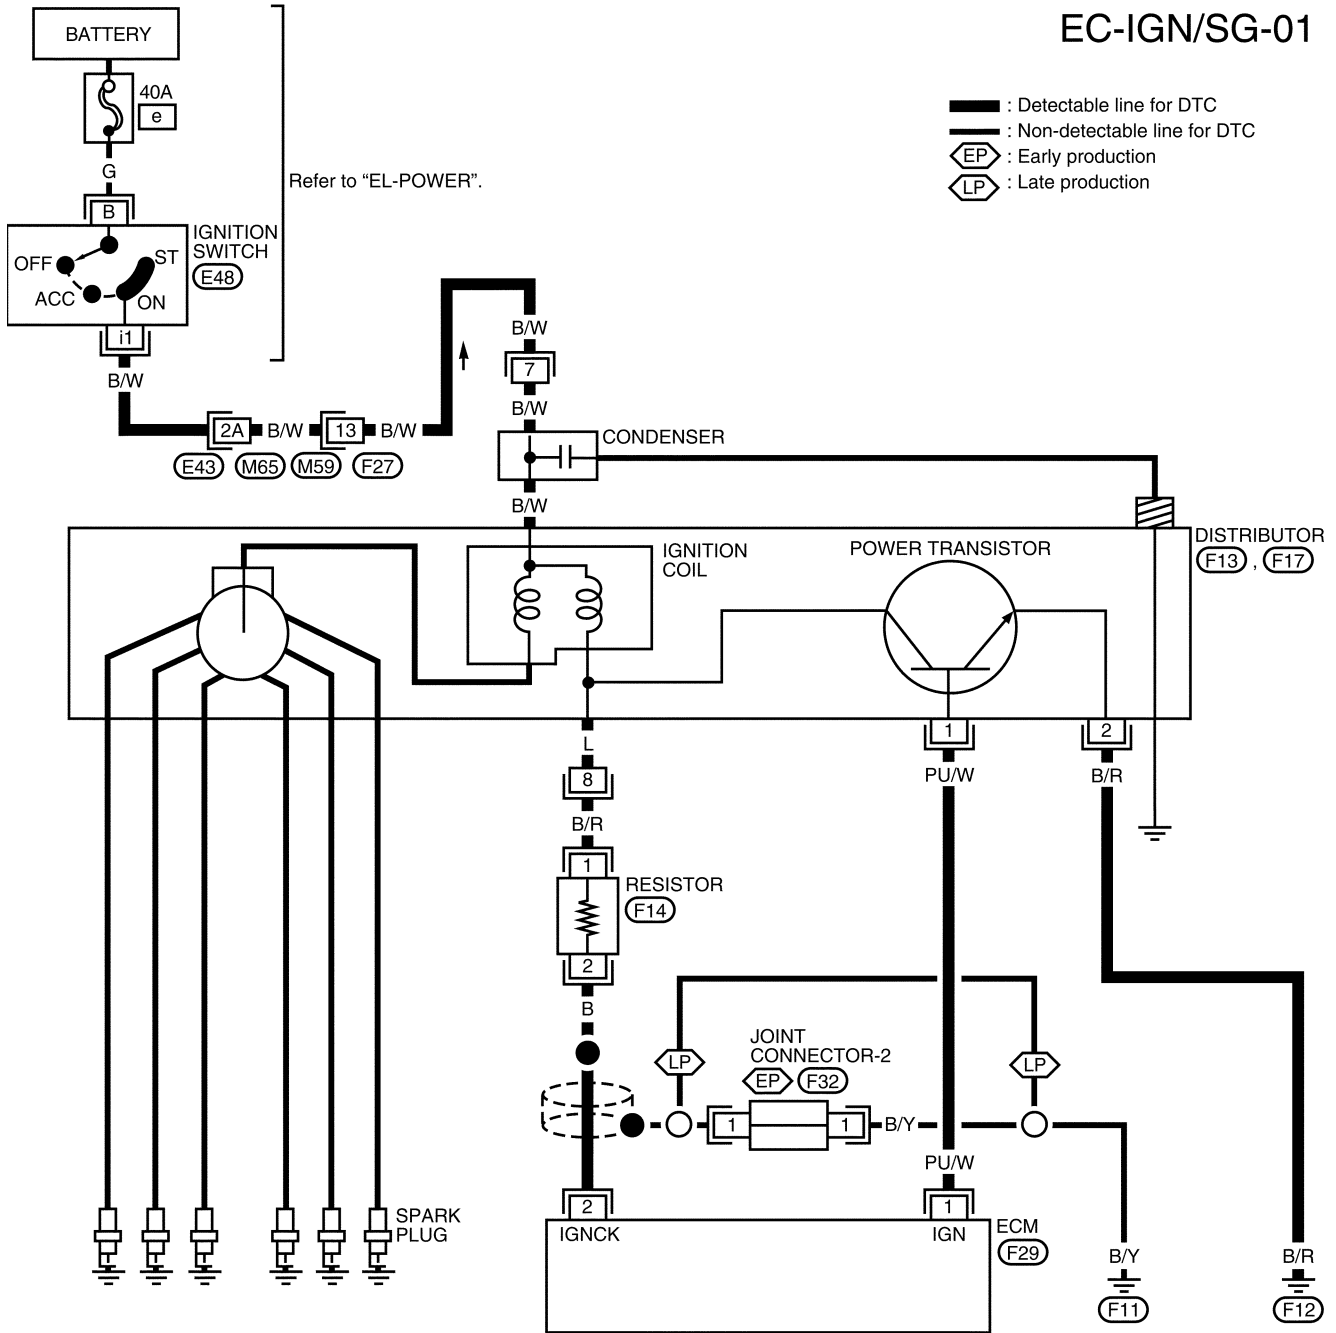 EC-IGN/SG-01
BATTERY
40A
e
G
B
: Detectable line for DTC
: Non-detectable line for DTC
EP : Early production
LP : Late production
Refer to “EL-POWER”.
IGNITION
SWITCH
E48
OFF
ST
ACC
ON
i1
B/W
B/W
7
B/W
2A B/W 13 B/W
E43 M65 M59 F27
CONDENSER
B/W
DISTRIBUTOR
F13 , F17
IGNITION
COIL
POWER TRANSISTOR
L
1
2
8
PU/W
B/R
B/R
1
RESISTOR
F14
2
B
JOINT
CONNECTOR-2
LP
EP F32
LP
1
1
B/Y
PU/W
2
1
IGNCK
IGN
ECM
F29
SPARK
PLUG
B/Y
B/R
F11
F12